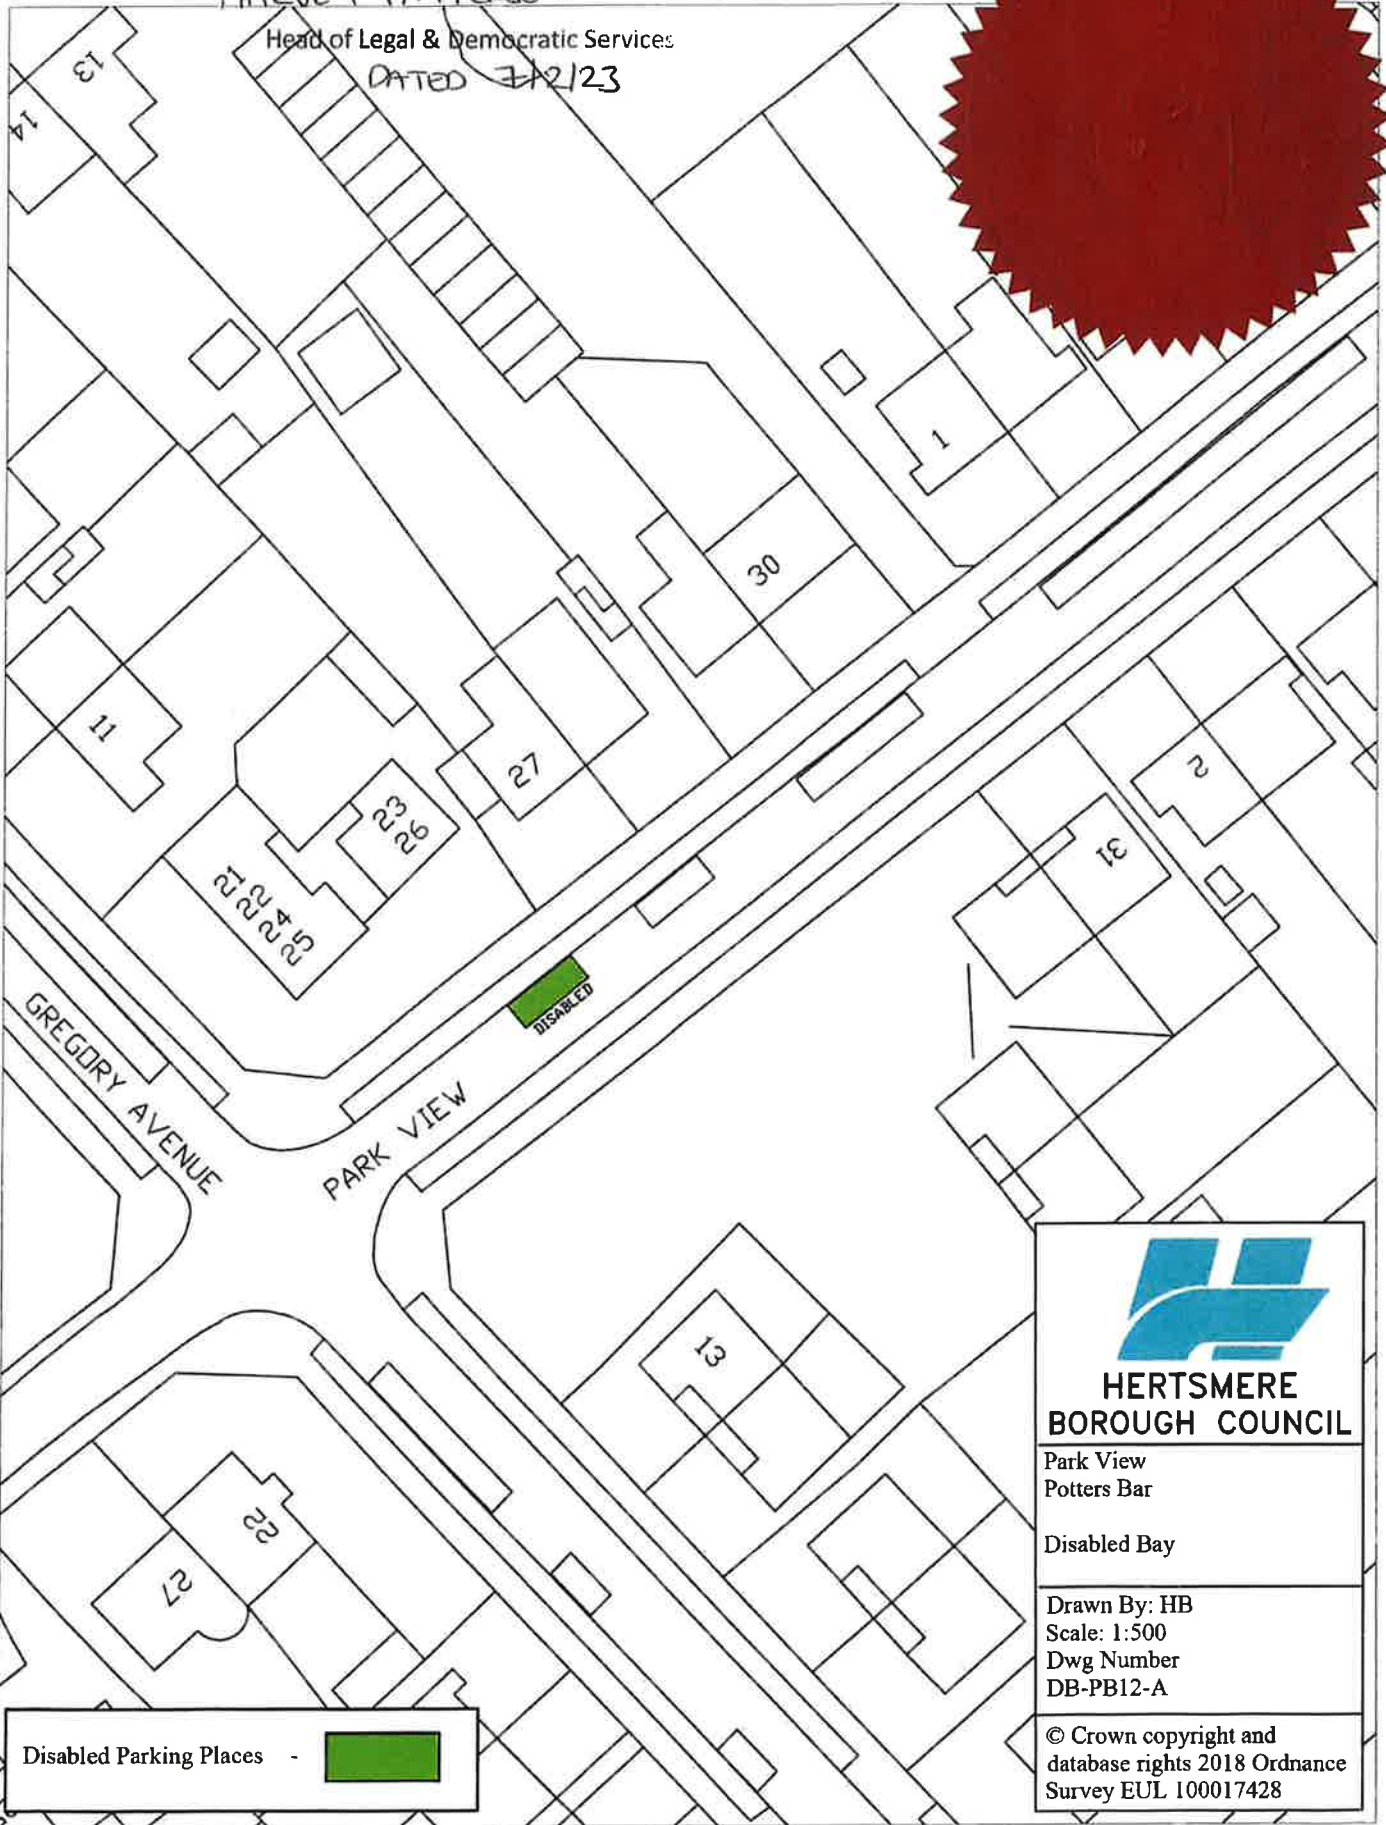 Head of Legal & Democratic Services
DATED 7/2/23
13
14
1
30
11
27
23
26
21
22
24
25
2
31
DISABLED
GREGORY AVENUE
PARK VIEW
13
22
27
HERTSMERE
BOROUGH COUNCIL
Park View
Potters Bar
Disabled Bay
Drawn By: HB
Scale: 1:500
Dwg Number
DB-PB12-A
© Crown copyright and
database rights 2018 Ordnance
Survey EUL 100017428
Disabled Parking Places -